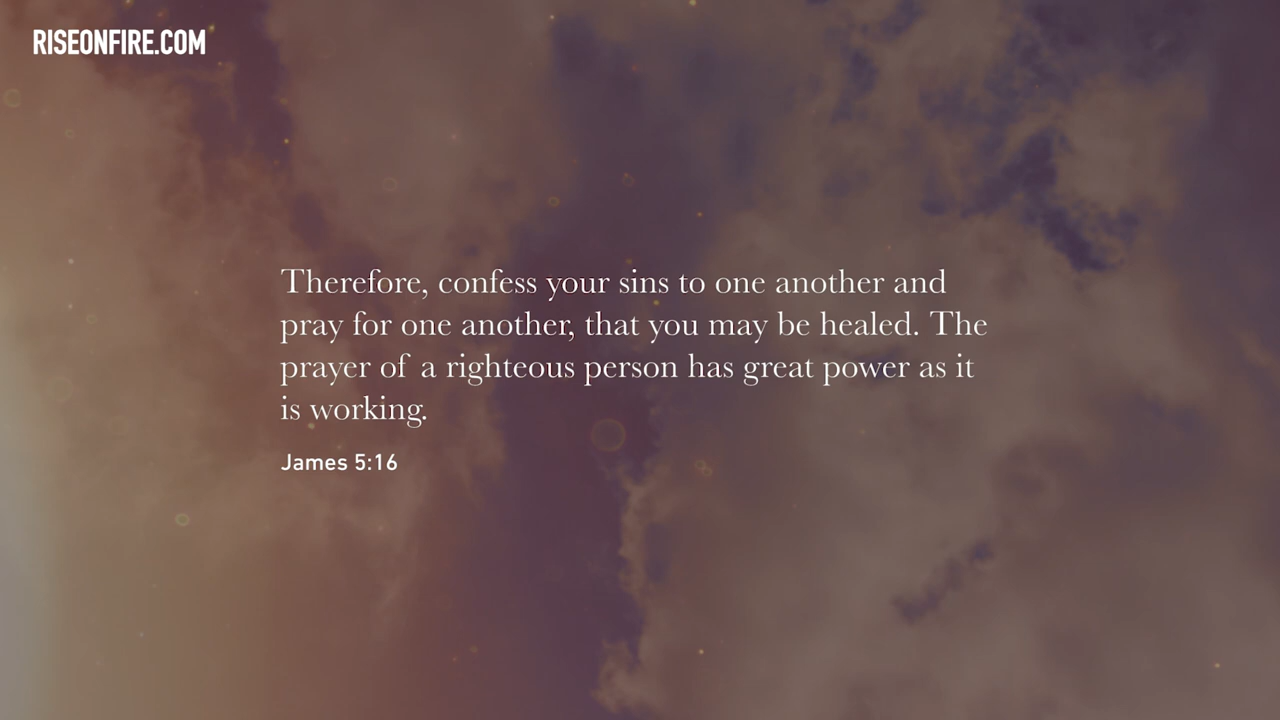 RISEONFIRE.COM
Therefore, confess your sins to one another and
pray for one another, that you may be healed. The
prayer of a righteous person has great power as it
is working.
James 5:16